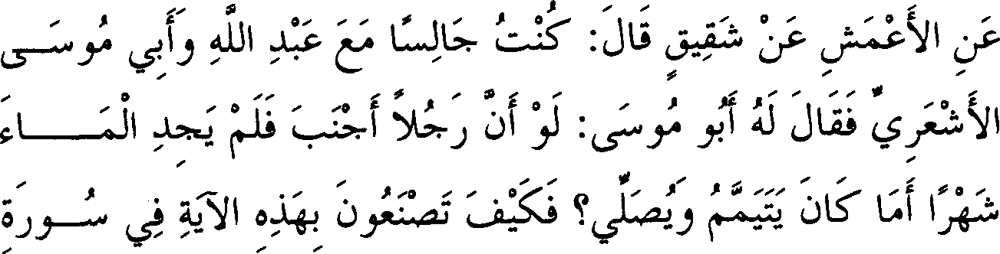 عَنِ الأَعْمَشِ عَنْ شَقِيقٍ قَالَ: كُنْتُ جَالِسًا مَعَ عَبْدِ اللَّهِ وَأَبِي مُوسَى
الأَشْعَرِيِّ فَقَالَ لَهُ أَبُو مُوسَى: لَوْ أَنَّ رَجُلاً أَجْنَبَ فَلَمْ يَجِدِ الْمَاءَ
شَهْرًا أَمَا كَانَ يَتَيَمَّمُ وَيُصَلِّي؟ فَكَيْفَ تَصْنَعُونَ بِهَذِهِ الآيَةِ فِي سُورَةِ